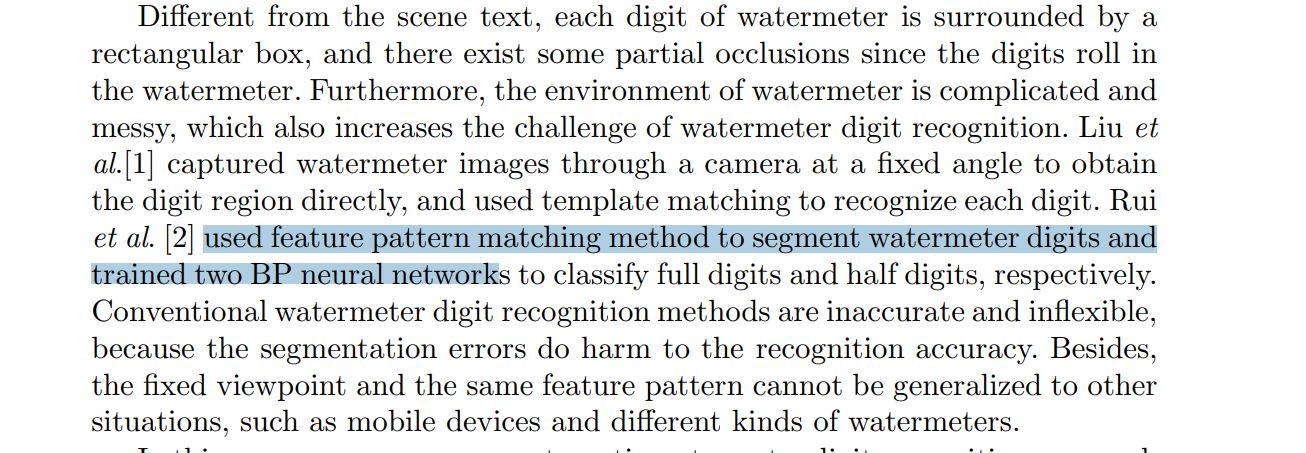 Different from the scene text, each digit of watermeter is surrounded by a
rectangular box, and there exist some partial occlusions since the digits roll in
the watermeter. Furthermore, the environment of watermeter is complicated and
messy, which also increases the challenge of watermeter digit recognition. Liu et
al.[1] captured watermeter images through a camera at a fixed angle to obtain
the digit region directly, and used template matching to recognize each digit. Rui
et al. [2] used feature pattern matching method to segment watermeter digits and
trained two BP neural networks to classify full digits and half digits, respectively.
Conventional watermeter digit recognition methods are inaccurate and inflexible,
because the segmentation errors do harm to the recognition accuracy. Besides,
the fixed viewpoint and the same feature pattern cannot be generalized to other
situations, such as mobile devices and different kinds of watermeters.